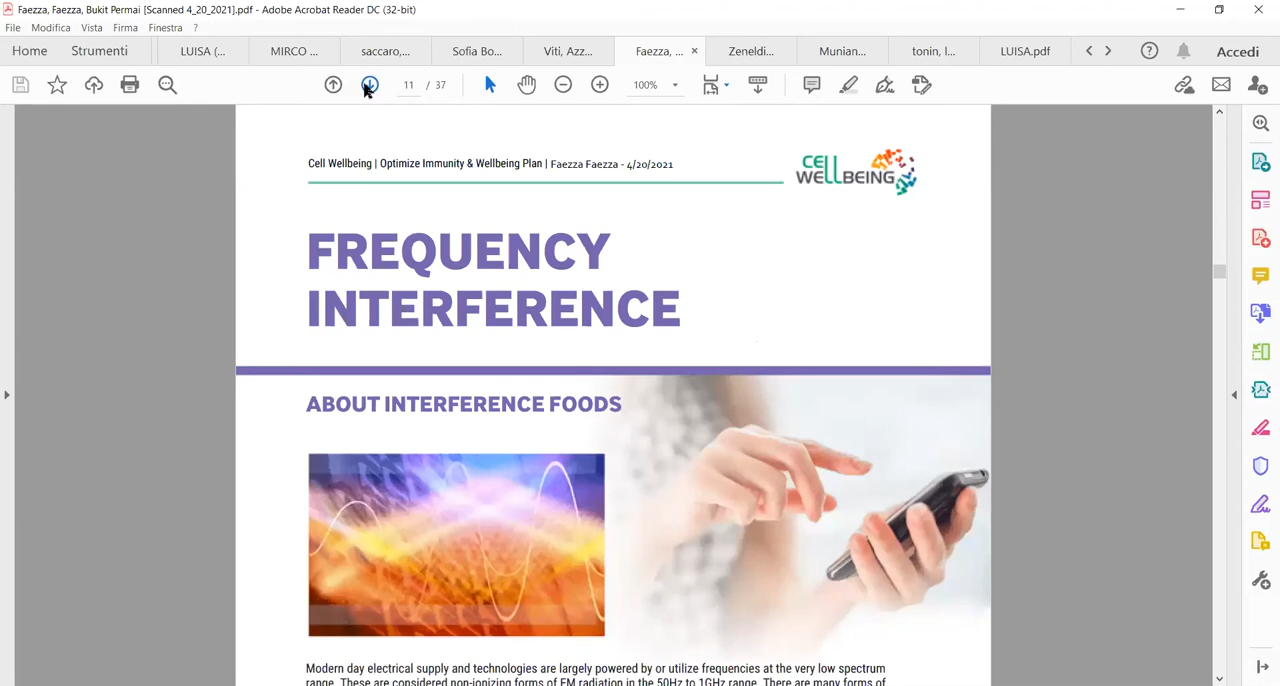 Faezza, Faezza, Bukit Permai [Scanned 4_20_2021].pdf - Adobe Acrobat Reader DC (32-bit)
File Modifica Vista Firma Finestra ?
Home Strumenti LUISA (... MIRCO ... saccaro,... Sofia Bo... Viti, Azz... Faezza, ... × Zeneldi... Munian... tonin, l... LUISA.pdf Accedi
11 / 37 100%
Cell Wellbeing | Optimize Immunity & Wellbeing Plan | Faezza Faezza - 4/20/2021
CELL
WELLBEING
FREQUENCY
INTERFERENCE
ABOUT INTERFERENCE FOODS
Modern day electrical supply and technologies are largely powered by or utilize frequencies at the very low spectrum
range. These are considered non-ionizing forms of EM radiation in the 50Hz to 1GHz range. There are many forms of